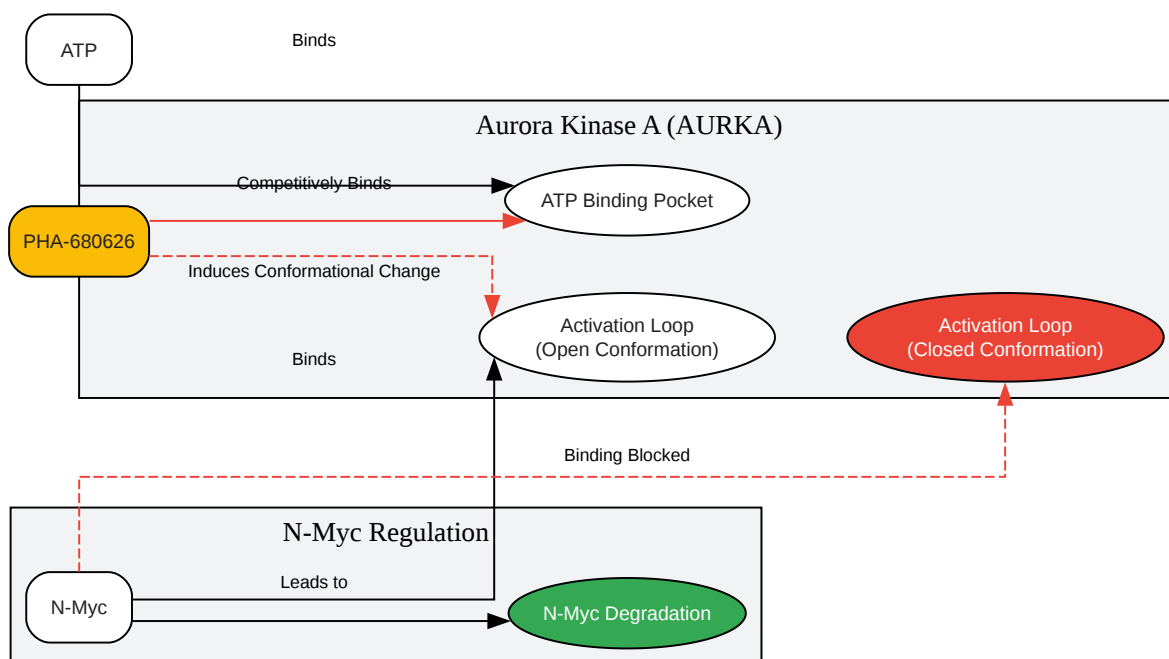 ATP
Binds
Aurora Kinase A (AURKA)
Competitively Binds
ATP Binding Pocket
PHA-680626
Induces Conformational Change
Activation Loop
(Open Conformation)
Activation Loop
(Closed Conformation)
Binds
Binding Blocked
N-Myc Regulation
Leads to
N-Myc
N-Myc Degradation